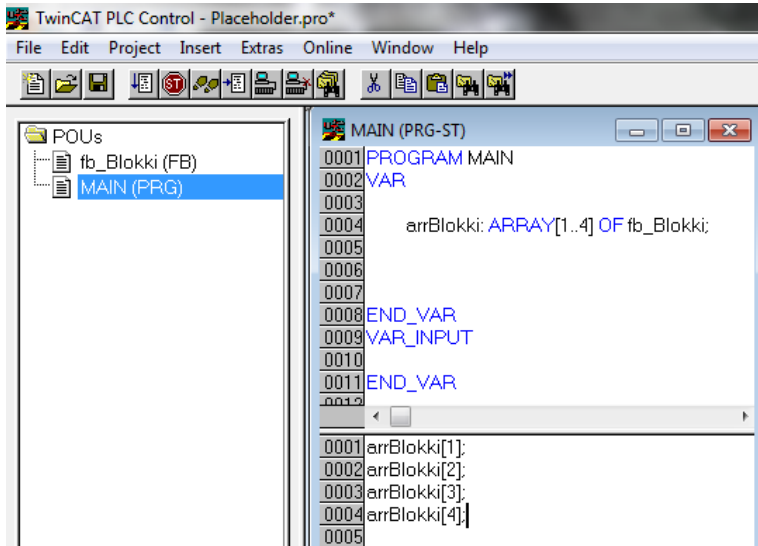 TwinCAT PLC Control - Placeholder.pro*
File Edit Project Insert Extras Online Window Help
POUs
fb_Blokki (FB)
MAIN (PRG)
MAIN (PRG-ST)
0001 PROGRAM MAIN
0002 VAR
0003
0004 arrBlokki: ARRAY[1..4] OF fb_Blokki;
0005
0006
0007
0008 END_VAR
0009 VAR_INPUT
0010
0011 END_VAR
0012
0001 arrBlokki[1];
0002 arrBlokki[2];
0003 arrBlokki[3];
0004 arrBlokki[4];
0005